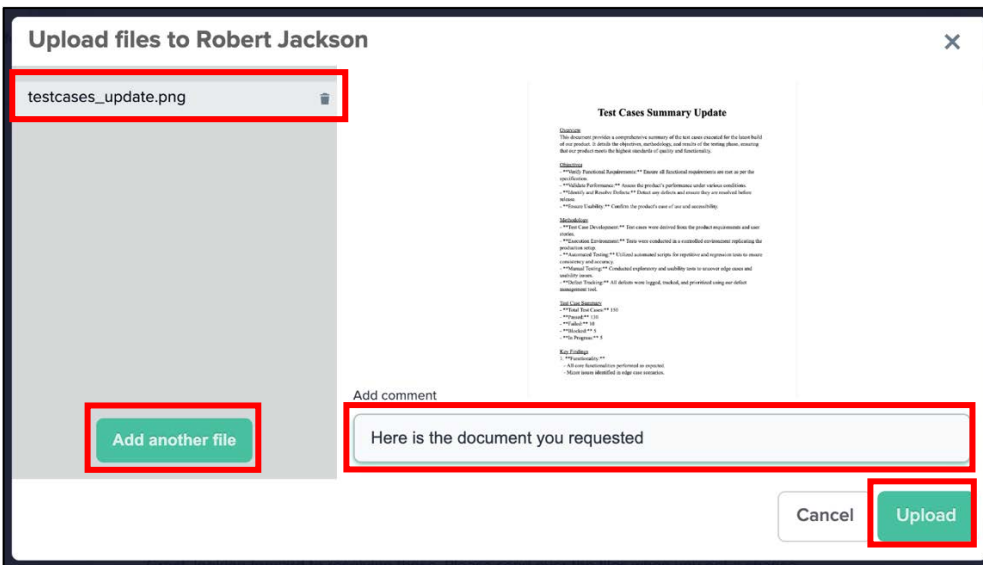 Upload files to Robert Jackson
testcases_update.png
Test Cases Summary Update
Overview
This document provides a comprehensive summary of the test cases executed for the latest build
of our product. It details the objectives, methodology, and results of the testing phase, ensuring
that our product meets the highest standards of quality and functionality.
Objectives
- **Verify Functional Requirements:** Ensure all functional requirements are met as per the
specification.
- **Validate Performance:** Assess the product's performance under various conditions.
- **Identify and Resolve Defects:** Detect any defects and ensure they are resolved before
release.
- **Ensure Usability:** Confirm the product's ease of use and accessibility.
Methodology
- **Test Case Development:** Test cases were derived from the product requirements and user
stories.
- **Execution Environment:** Tests were conducted in a controlled environment replicating the
production setup.
- **Automated Testing:** Utilized automated scripts for repetitive and regression tests to ensure
consistency and accuracy.
- **Manual Testing:** Conducted exploratory and usability tests to uncover edge cases and
usability issues.
- **Defect Tracking:** All defects were logged, tracked, and prioritized using our defect
management tool.
Test Case Summary
- **Total Test Cases:** 150
- **Passed:**
- **Failed:** 10
- **Blocked:** 5
- **In Progress:** 5
Key Findings
1. **Functionality:**
- All core functionalities performed as expected.
- Minor issues identified in edge case scenarios.
Add comment
Add another file
Here is the document you requested
Cancel
Upload